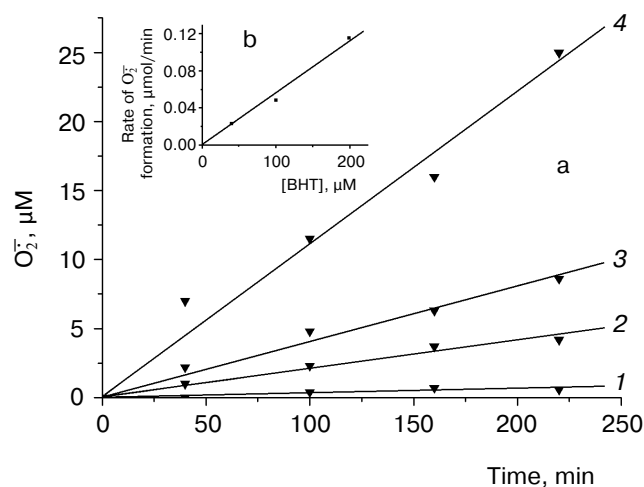 4
25
20
15
10
5
0
O₂⨪, µM
0.12
0.08
0.04
0.00
Rate of O₂⨪
formation, µmol/min
b
0 100 200
[BHT], µM
a
3
2
1
0 50 100 150 200 250
Time, min